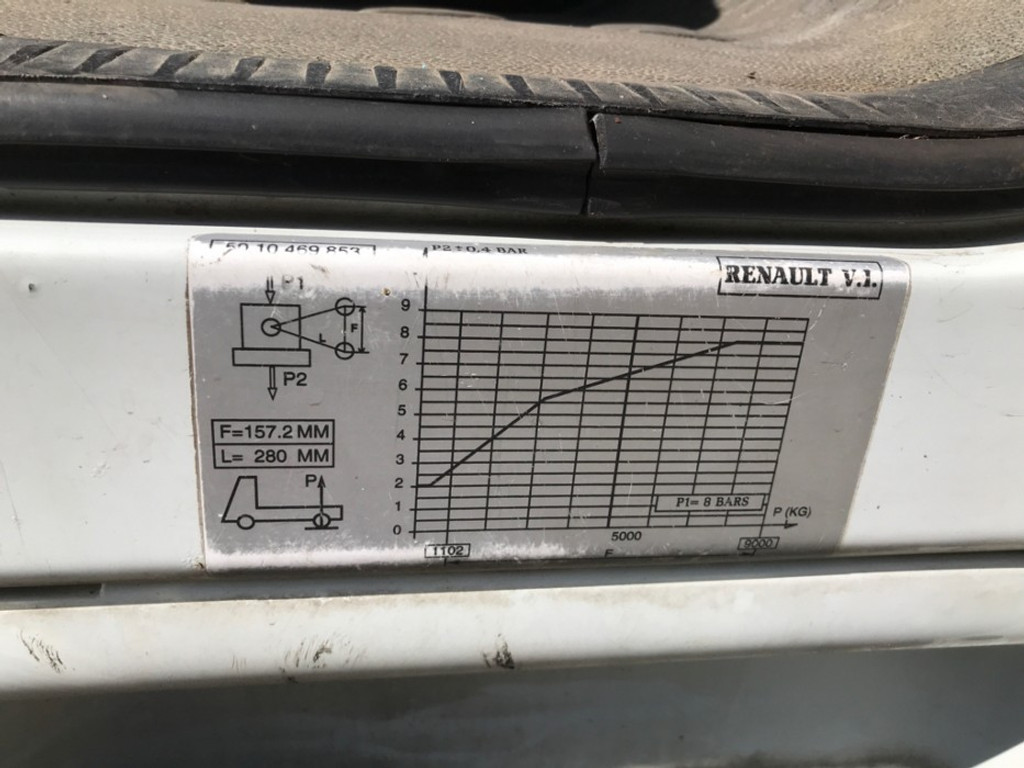 50 10 469 853
P2 ± 0,4 BAR
RENAULT V.I.
P1
F
L
P2
F=157.2 MM
L= 280 MM
P
9
8
7
6
5
4
3
2
1
0
P1= 8 BARS
P (KG)
5000
1102
9000
F